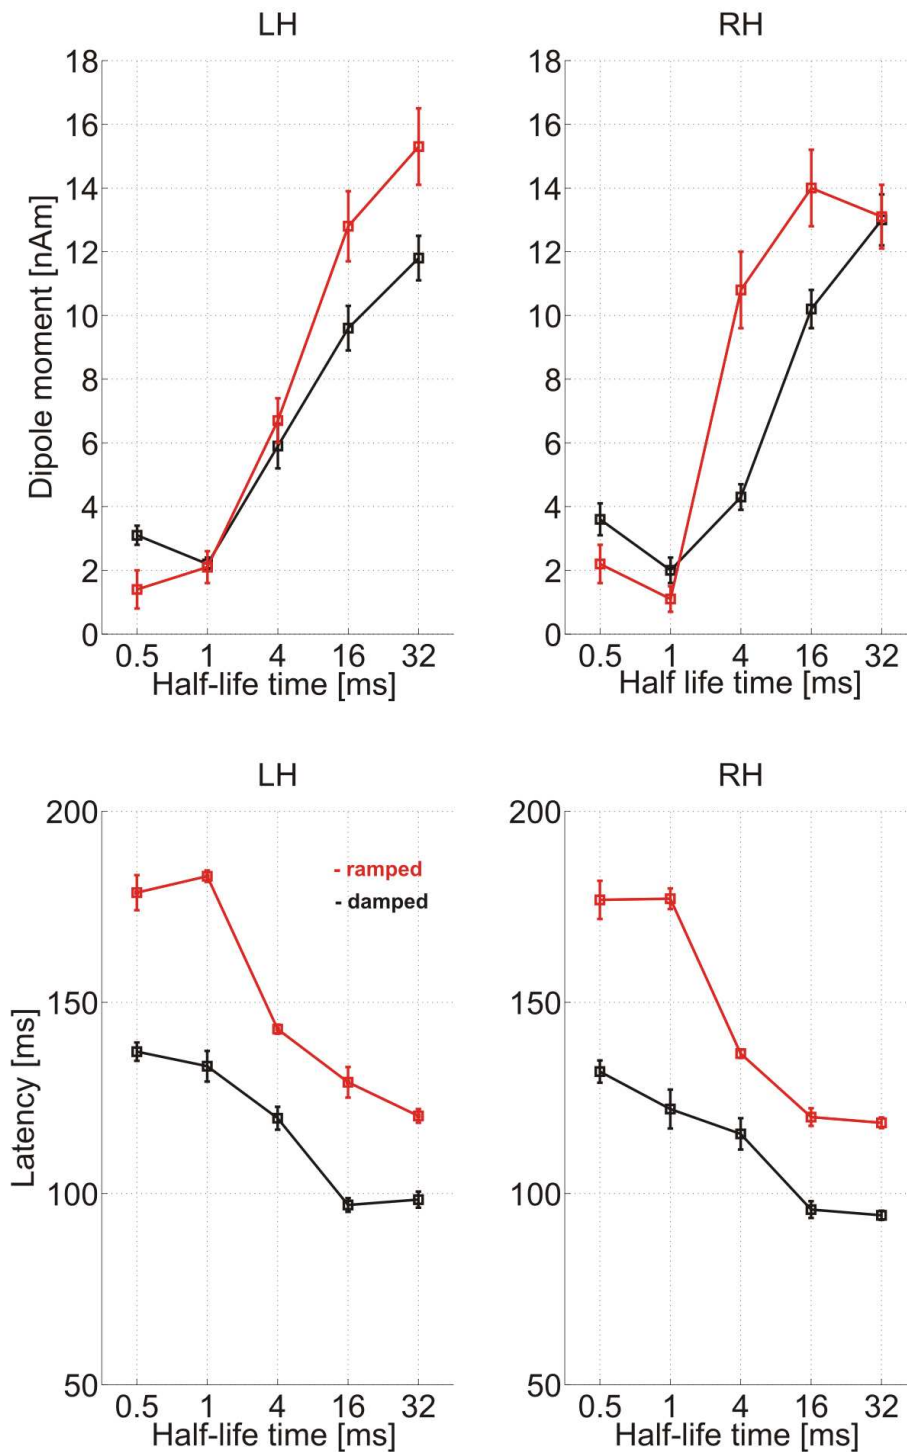 LH
RH
18
16
14
12
10
8
6
4
2
0
Dipole moment [nAm]
0.5 1 4 16 32
Half-life time [ms]
18
16
14
12
10
8
6
4
2
0
0.5 1 4 16 32
Half life time [ms]
LH
RH
200
150
100
50
Latency [ms]
- ramped
- damped
0.5 1 4 16 32
Half-life time [ms]
200
150
100
50
0.5 1 4 16 32
Half-life time [ms]